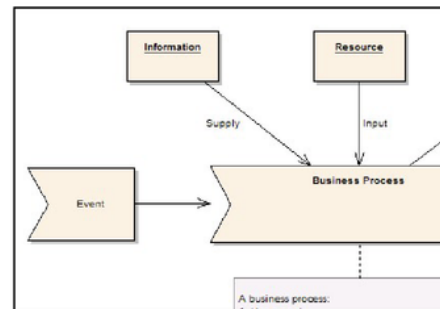 Information
Resource
Supply
Input
Event
Business Process
A business process: